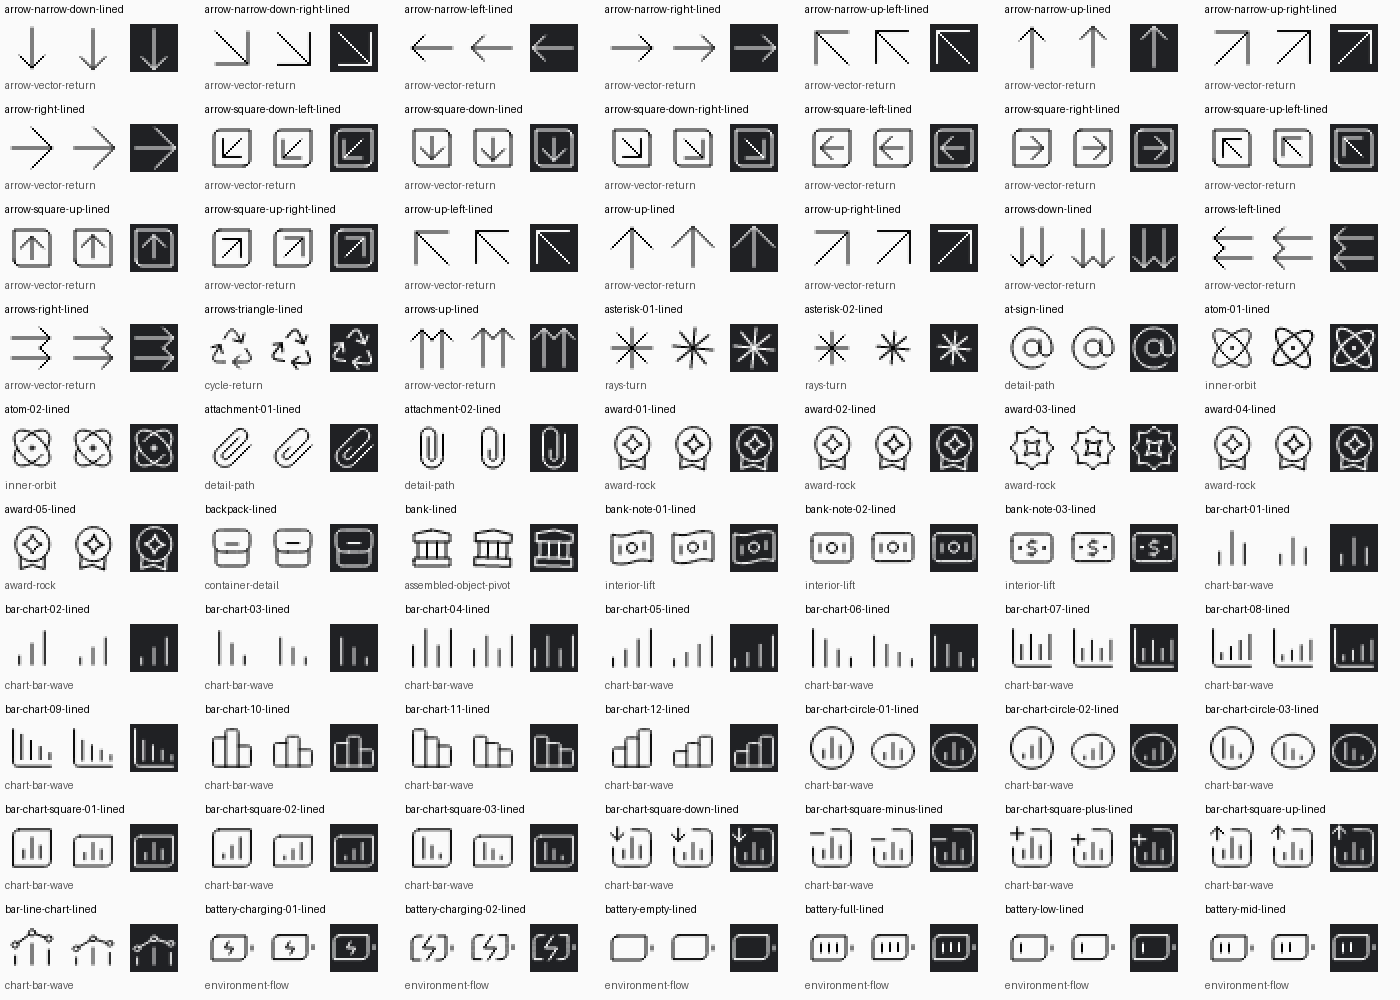 arrow-narrow-down-lined arrow-narrow-down-right-lined arrow-narrow-left-lined arrow-narrow-right-lined arrow-narrow-up-left-lined arrow-narrow-up-lined arrow-narrow-up-right-lined
arrow-vector-return arrow-vector-return arrow-vector-return arrow-vector-return arrow-vector-return arrow-vector-return arrow-vector-return
arrow-right-lined arrow-square-down-left-lined arrow-square-down-lined arrow-square-down-right-lined arrow-square-left-lined arrow-square-right-lined arrow-square-up-left-lined
arrow-vector-return arrow-vector-return arrow-vector-return arrow-vector-return arrow-vector-return arrow-vector-return arrow-vector-return
arrow-square-up-lined arrow-square-up-right-lined arrow-up-left-lined arrow-up-lined arrow-up-right-lined arrows-down-lined arrows-left-lined
arrow-vector-return arrow-vector-return arrow-vector-return arrow-vector-return arrow-vector-return arrow-vector-return arrow-vector-return
arrows-right-lined arrows-triangle-lined arrows-up-lined asterisk-01-lined asterisk-02-lined at-sign-lined atom-01-lined
arrow-vector-return cycle-return arrow-vector-return rays-turn rays-turn detail-path inner-orbit
atom-02-lined attachment-01-lined attachment-02-lined award-01-lined award-02-lined award-03-lined award-04-lined
inner-orbit detail-path detail-path award-rock award-rock award-rock award-rock
award-05-lined backpack-lined bank-lined bank-note-01-lined bank-note-02-lined bank-note-03-lined bar-chart-01-lined
award-rock container-detail assembled-object-pivot interior-lift interior-lift interior-lift chart-bar-wave
bar-chart-02-lined bar-chart-03-lined bar-chart-04-lined bar-chart-05-lined bar-chart-06-lined bar-chart-07-lined bar-chart-08-lined
chart-bar-wave chart-bar-wave chart-bar-wave chart-bar-wave chart-bar-wave chart-bar-wave chart-bar-wave
bar-chart-09-lined bar-chart-10-lined bar-chart-11-lined bar-chart-12-lined bar-chart-circle-01-lined bar-chart-circle-02-lined bar-chart-circle-03-lined
chart-bar-wave chart-bar-wave chart-bar-wave chart-bar-wave chart-bar-wave chart-bar-wave chart-bar-wave
bar-chart-square-01-lined bar-chart-square-02-lined bar-chart-square-03-lined bar-chart-square-down-lined bar-chart-square-minus-lined bar-chart-square-plus-lined bar-chart-square-up-lined
chart-bar-wave chart-bar-wave chart-bar-wave chart-bar-wave chart-bar-wave chart-bar-wave chart-bar-wave
bar-line-chart-lined battery-charging-01-lined battery-charging-02-lined battery-empty-lined battery-full-lined battery-low-lined battery-mid-lined
chart-bar-wave environment-flow environment-flow environment-flow environment-flow environment-flow environment-flow